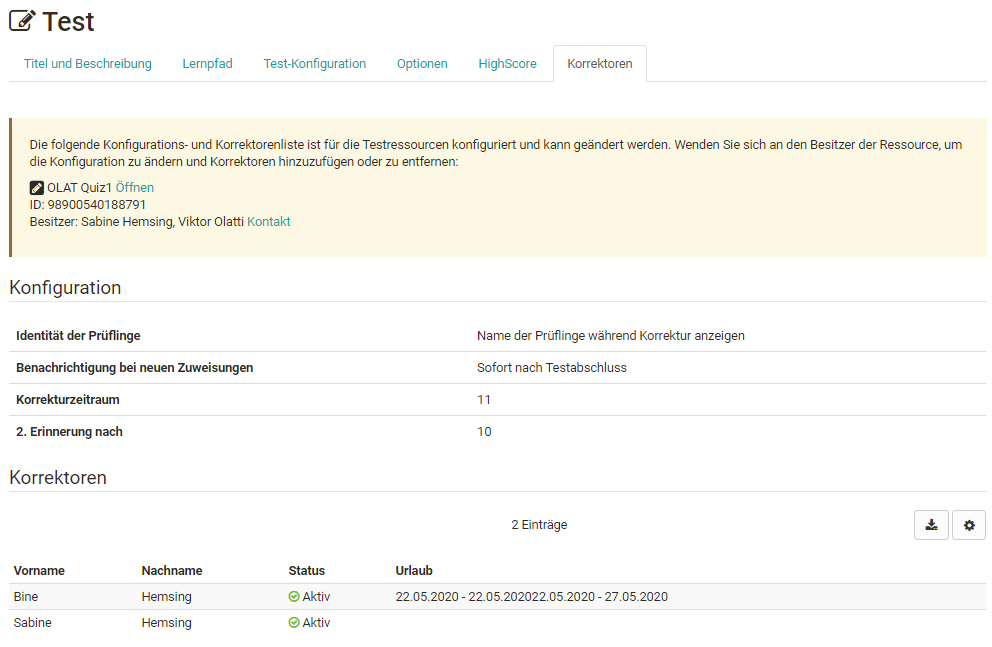 Test
Titel und Beschreibung Lernpfad Test-Konfiguration Optionen HighScore Korrektoren
Die folgende Konfigurations- und Korrektorenliste ist für die Testressourcen konfiguriert und kann geändert werden. Wenden Sie sich an den Besitzer der Ressource, um
die Konfiguration zu ändern und Korrektoren hinzuzufügen oder zu entfernen:
OLAT Quiz1 Öffnen
ID: 98900540188791
Besitzer: Sabine Hemsing, Viktor Olatti Kontakt
Konfiguration
Identität der Prüflinge Name der Prüflinge während Korrektur anzeigen
Benachrichtigung bei neuen Zuweisungen Sofort nach Testabschluss
Korrekturzeitraum 11
2. Erinnerung nach 10
Korrektoren
2 Einträge
Vorname Nachname Status Urlaub
Bine Hemsing Aktiv 22.05.2020 - 22.05.202022.05.2020 - 27.05.2020
Sabine Hemsing Aktiv